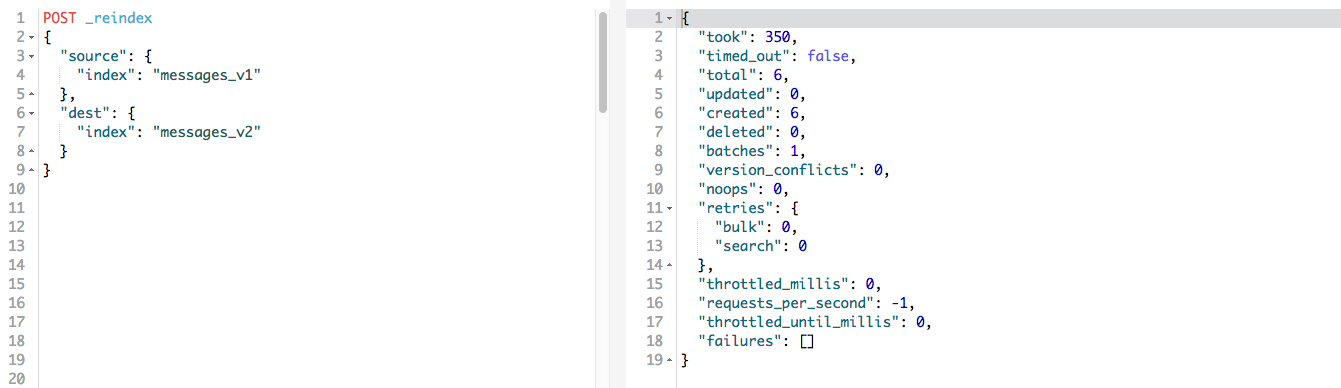 1 POST _reindex
2 {
3 "source": {
4 "index": "messages_v1"
5 },
6 "dest": {
7 "index": "messages_v2"
8 }
9 }
10
11
12
13
14
15
16
17
18
19
20
1 {
2 "took": 350,
3 "timed_out": false,
4 "total": 6,
5 "updated": 0,
6 "created": 6,
7 "deleted": 0,
8 "batches": 1,
9 "version_conflicts": 0,
10 "noops": 0,
11 "retries": {
12 "bulk": 0,
13 "search": 0
14 },
15 "throttled_millis": 0,
16 "requests_per_second": -1,
17 "throttled_until_millis": 0,
18 "failures": []
19 }